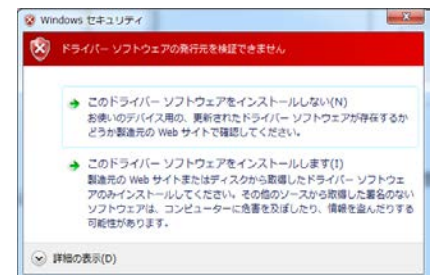 Windows セキュリティ
ドライバー ソフトウェアの発行元を検証できません
このドライバー ソフトウェアをインストールしない(N)
お使いのデバイス用の、更新されたドライバー ソフトウェアが存在するか
どうか製造元の Web サイトで確認してください。
このドライバー ソフトウェアをインストールします(I)
製造元の Web サイトまたはディスクから取得したドライバー ソフトウェ
アのみインストールしてください。その他のソースから取得した署名のない
ソフトウェアは、コンピューターに危害を及ぼしたり、情報を盗んだりする
可能性があります。
詳細の表示(D)